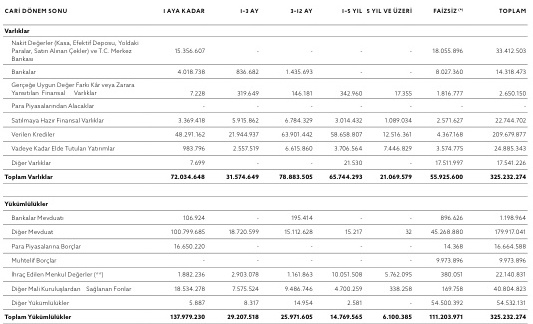 CARİ DÖNEM SONU 1 AYA KADAR 1-3 AY 3-12 AY 1-5 YIL 5 YIL VE ÜZERİ FAİZSİZ (*) TOPLAM
Varlıklar
Nakit Değerler (Kasa, Efektif Deposu, Yoldaki
Paralar, Satın Alınan Çekler) ve T.C. Merkez
Bankası 15.356.607 - - - - 18.055.896 33.412.503
Bankalar 4.018.738 836.682 1.435.693 - - 8.027.360 14.318.473
Gerçeğe Uygun Değer Farkı Kâr veya Zarara
Yansıtılan Finansal Varlıklar 7.228 319.649 146.181 342.960 17.355 1.816.777 2.650.150
Para Piyasalarından Alacaklar - - - - - - -
Satılmaya Hazır Finansal Varlıklar 3.369.418 5.915.862 6.784.329 3.014.432 1.089.034 2.571.627 22.744.702
Verilen Krediler 48.291.162 21.944.937 63.901.442 58.658.807 12.516.361 4.367.168 209.679.877
Vadeye Kadar Elde Tutulan Yatırımlar 983.796 2.557.519 6.615.860 3.706.564 7.446.829 3.574.775 24.885.343
Diğer Varlıklar 7.699 - - 21.530 - 17.511.997 17.541.226
Toplam Varlıklar 72.034.648 31.574.649 78.883.505 65.744.293 21.069.579 55.925.600 325.232.274
Yükümlülükler
Bankalar Mevduatı 106.924 - 195.414 - - 896.626 1.198.964
Diğer Mevduat 100.799.685 18.720.599 15.112.628 15.217 32 45.268.880 179.917.041
Para Piyasalarına Borçlar 16.650.220 - - - - 14.368 16.664.588
Muhtelif Borçlar - - - - - 9.973.896 9.973.896
İhraç Edilen Menkul Değerler (**) 1.882.236 2.903.078 1.161.863 10.051.508 5.762.095 380.051 22.140.831
Diğer Mali Kuruluşlardan Sağlanan Fonlar 18.534.278 7.575.524 9.486.746 4.700.259 338.258 169.758 40.804.823
Diğer Yükümlülükler 5.887 8.317 14.954 2.581 - 54.500.392 54.532.131
Toplam Yükümlülükler 137.979.230 29.207.518 25.971.605 14.769.565 6.100.385 111.203.971 325.232.274